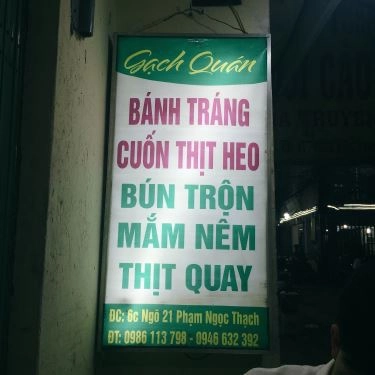 Gạch Quán
BÁNH TRÁNG
CUỐN THỊT HEO
BÚN TRỘN
MẮM NÊM
THỊT QUAY
ĐC: 6c Ngõ 21 Phạm Ngọc Thạch
ĐT: 0986 113 798 - 0946 632 392